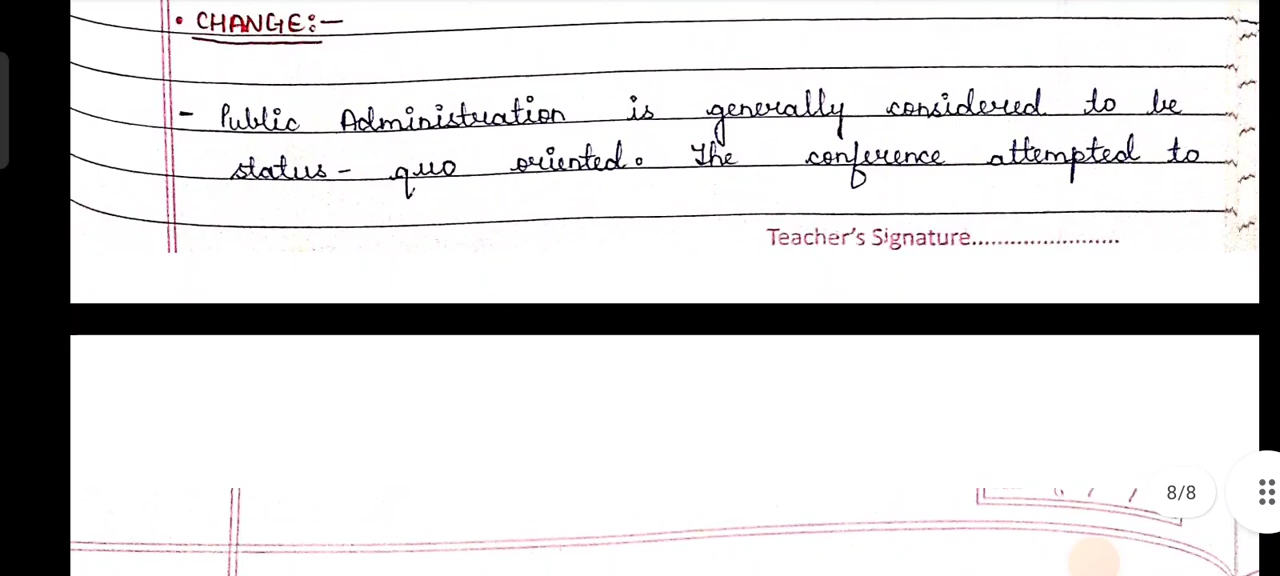 • CHANGE:-
- Public Administration is generally considered to be
status- quo oriented. The conference attempted to
Teacher's Signature........................
8/8